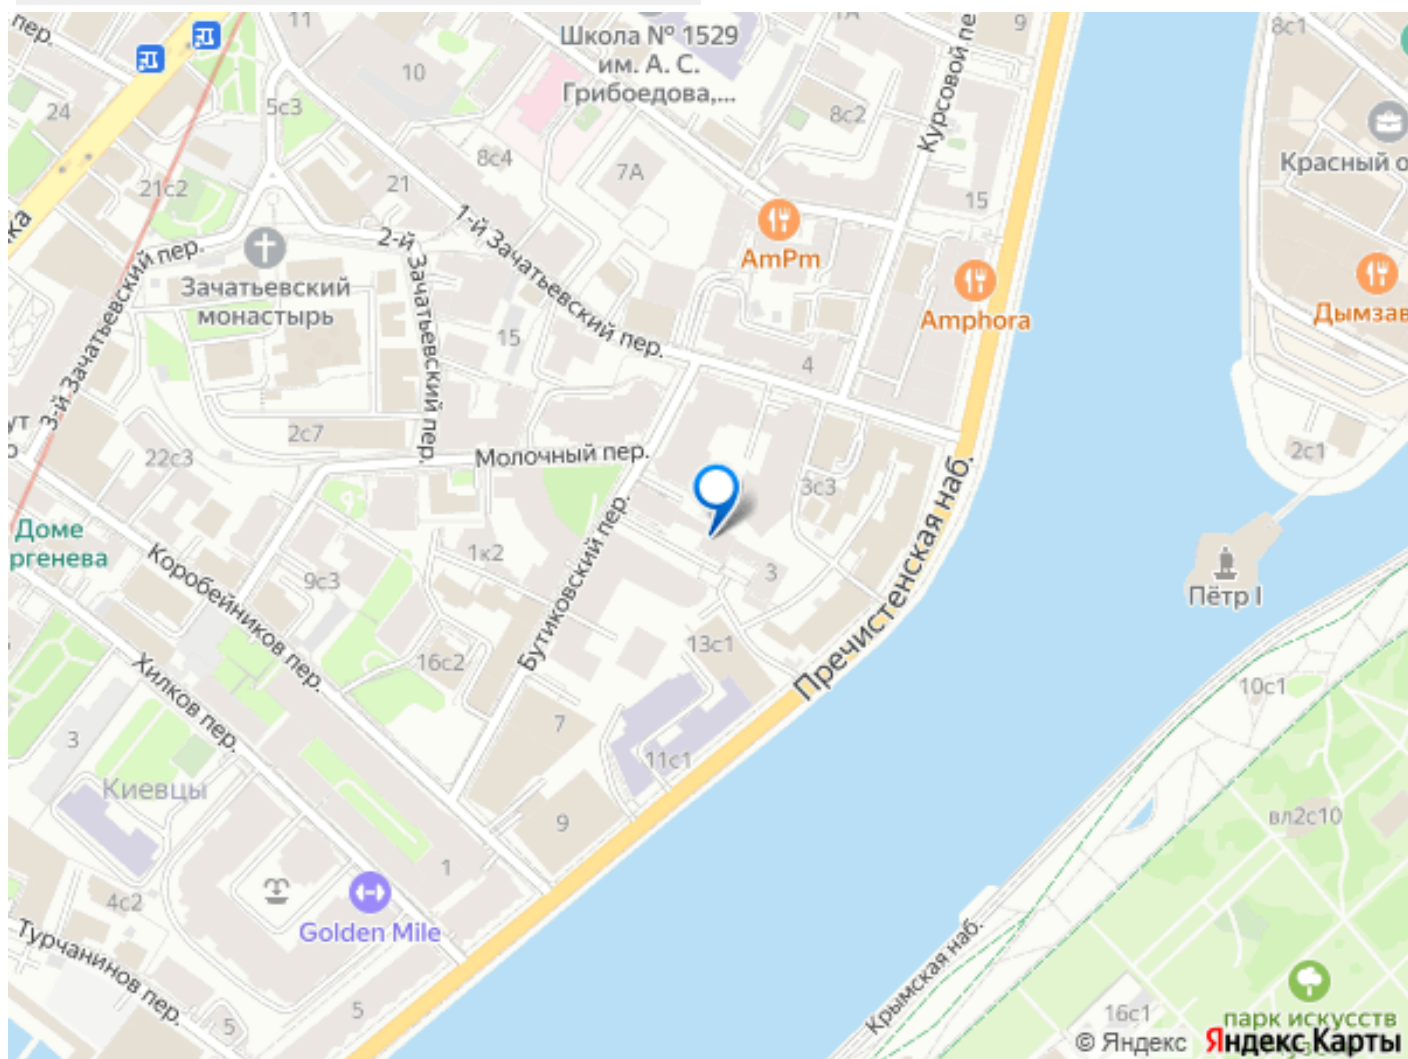 пер.
11
Школа № 1529
им. А. С.
Грибоедова,...
1А
9
8с1
10
24
5с3
8с2
Курсовой пе
Красный о
8с4
7А
21
21с2
15
ка
1-й Зачатьевский пер.
2-й Зачатьевский пер.
3-й Зачатьевский пер.
AmPm
Зачатьевский
монастырь
Amphora
Дымзав
15
4
ут
о
2с7
22с3
Молочный пер.
2с1
3с3
Доме
ргенева
Коробейников пер.
9с3
1к2
Бутиковский пер.
3
Пречистенская наб.
Пётр I
16с2
13с1
Хилков пер.
10с1
3
7
11с1
Киевцы
9
вл2с10
1
4с2
Golden Mile
Турчанинов пер.
Крымская наб.
5
5
16с1
парк искусств
© Яндекс
Яндекс Карты